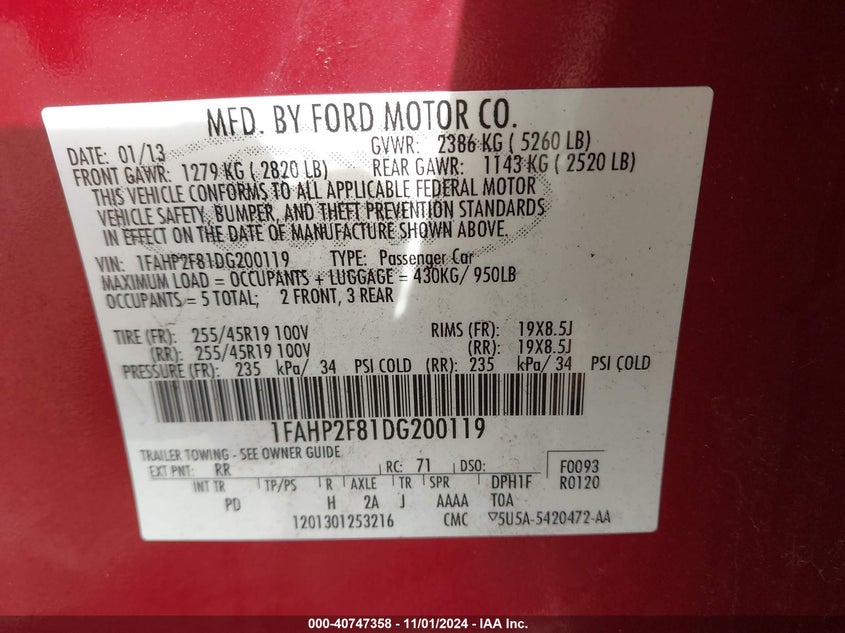 MFD. BY FORD MOTOR CO.
DATE: 01/13 GVWR: 2386 KG ( 5260 LB)
FRONT GAWR: 1279 KG ( 2820 LB) REAR GAWR: 1143 KG ( 2520 LB)
THIS VEHICLE CONFORMS TO ALL APPLICABLE FEDERAL MOTOR
VEHICLE SAFETY, BUMPER, AND THEFT PREVENTION STANDARDS
IN EFFECT ON THE DATE OF MANUFACTURE SHOWN ABOVE.
VIN: 1FAHP2F81DG200119 TYPE: Passenger Car
MAXIMUM LOAD = OCCUPANTS + LUGGAGE = 430KG/ 950LB
OCCUPANTS = 5 TOTAL; 2 FRONT, 3 REAR
TIRE (FR): 255/45R19 100V RIMS (FR): 19X8.5J
(RR): 255/45R19 100V (RR): 19X8.5J
PRESSURE (FR): 235 kPa/ 34 PSI COLD (RR): 235 kPa/ 34 PSI COLD
1FAHP2F81DG200119
TRAILER TOWING - SEE OWNER GUIDE
EXT PNT: RR RC: 71 DSO: F0093
INT TR TP/PS R AXLE TR SPR DPH1F R0120
PD H 2A J AAAA T0A
1201301253216 CMC 5U5A-5420472-AA
000-40747358 - 11/01/2024 - IAA Inc.